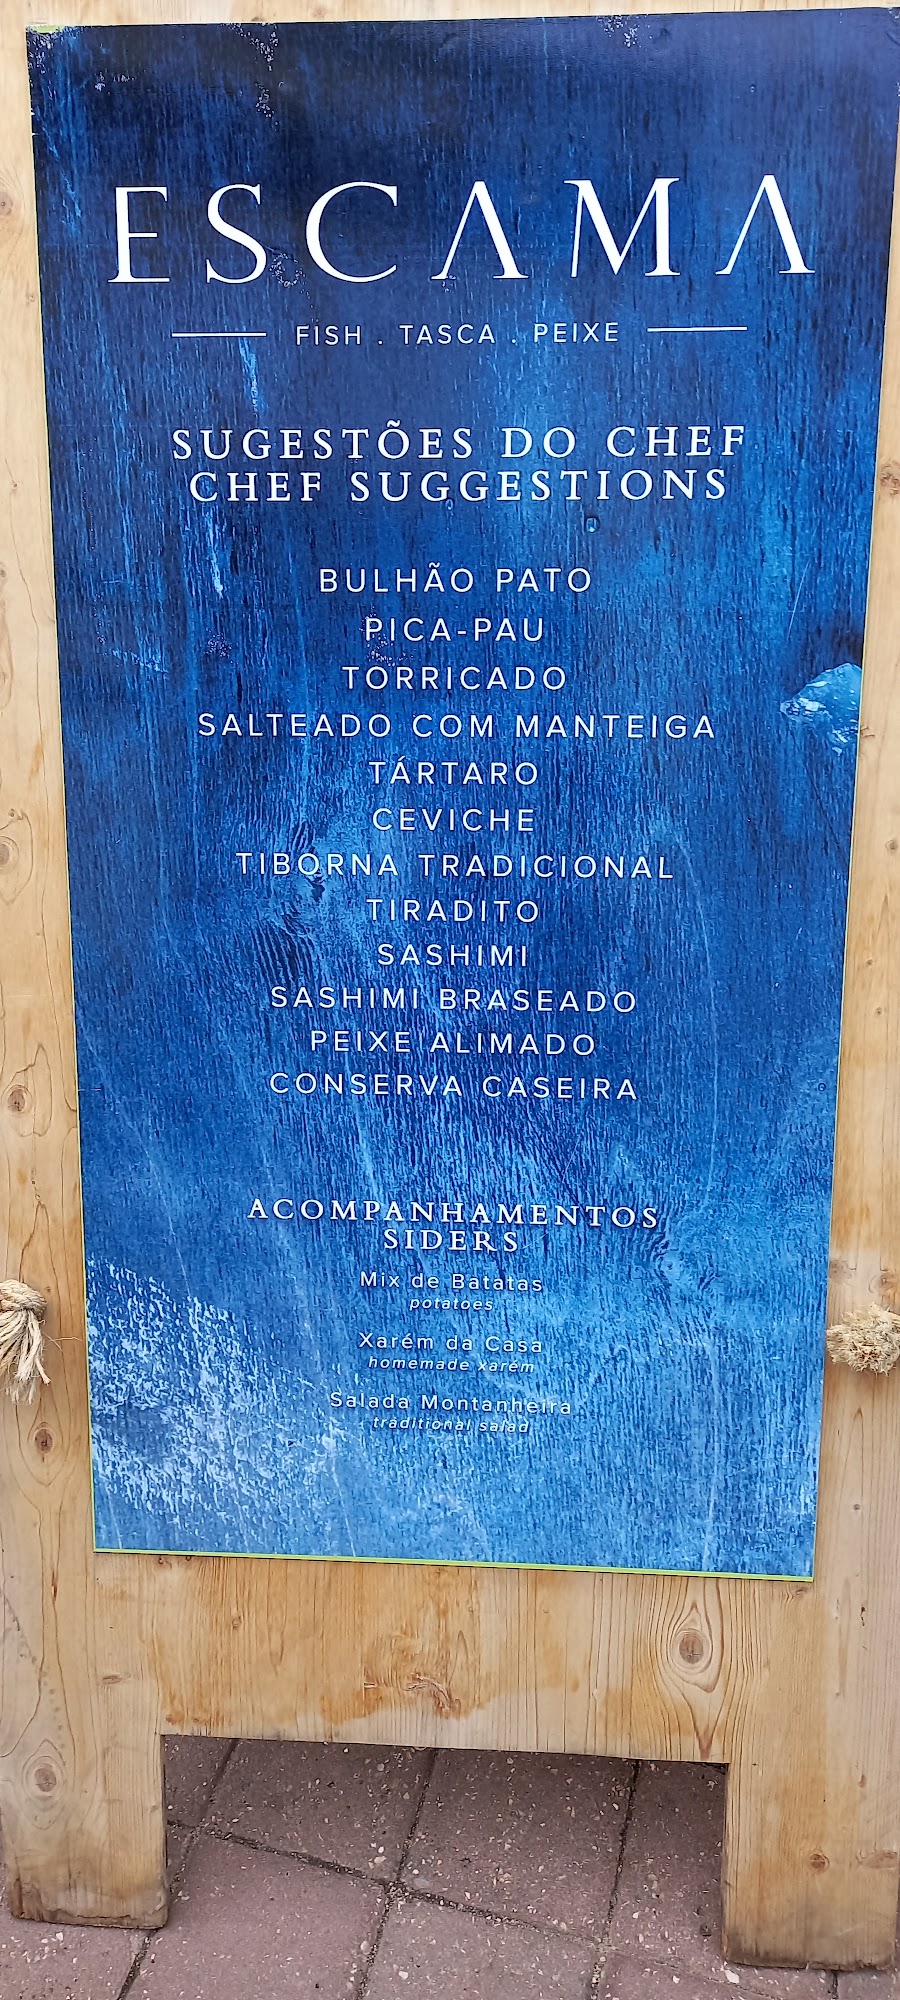 ESCAMA
FISH . TASCA . PEIXE
SUGESTÕES DO CHEF
CHEF SUGGESTIONS
BULHÃO PATO
PICA-PAU
TORRICADO
SALTEADO COM MANTEIGA
TÁRTARO
CEVICHE
TIBORNA TRADICIONAL
TIRADITO
SASHIMI
SASHIMI BRASEADO
PEIXE ALIMADO
CONSERVA CASEIRA
ACOMPANHAMENTOS
SIDERS
Mix de Batatas
potatoes
Xarém da Casa
homemade xarém
Salada Montanheira
traditional salad